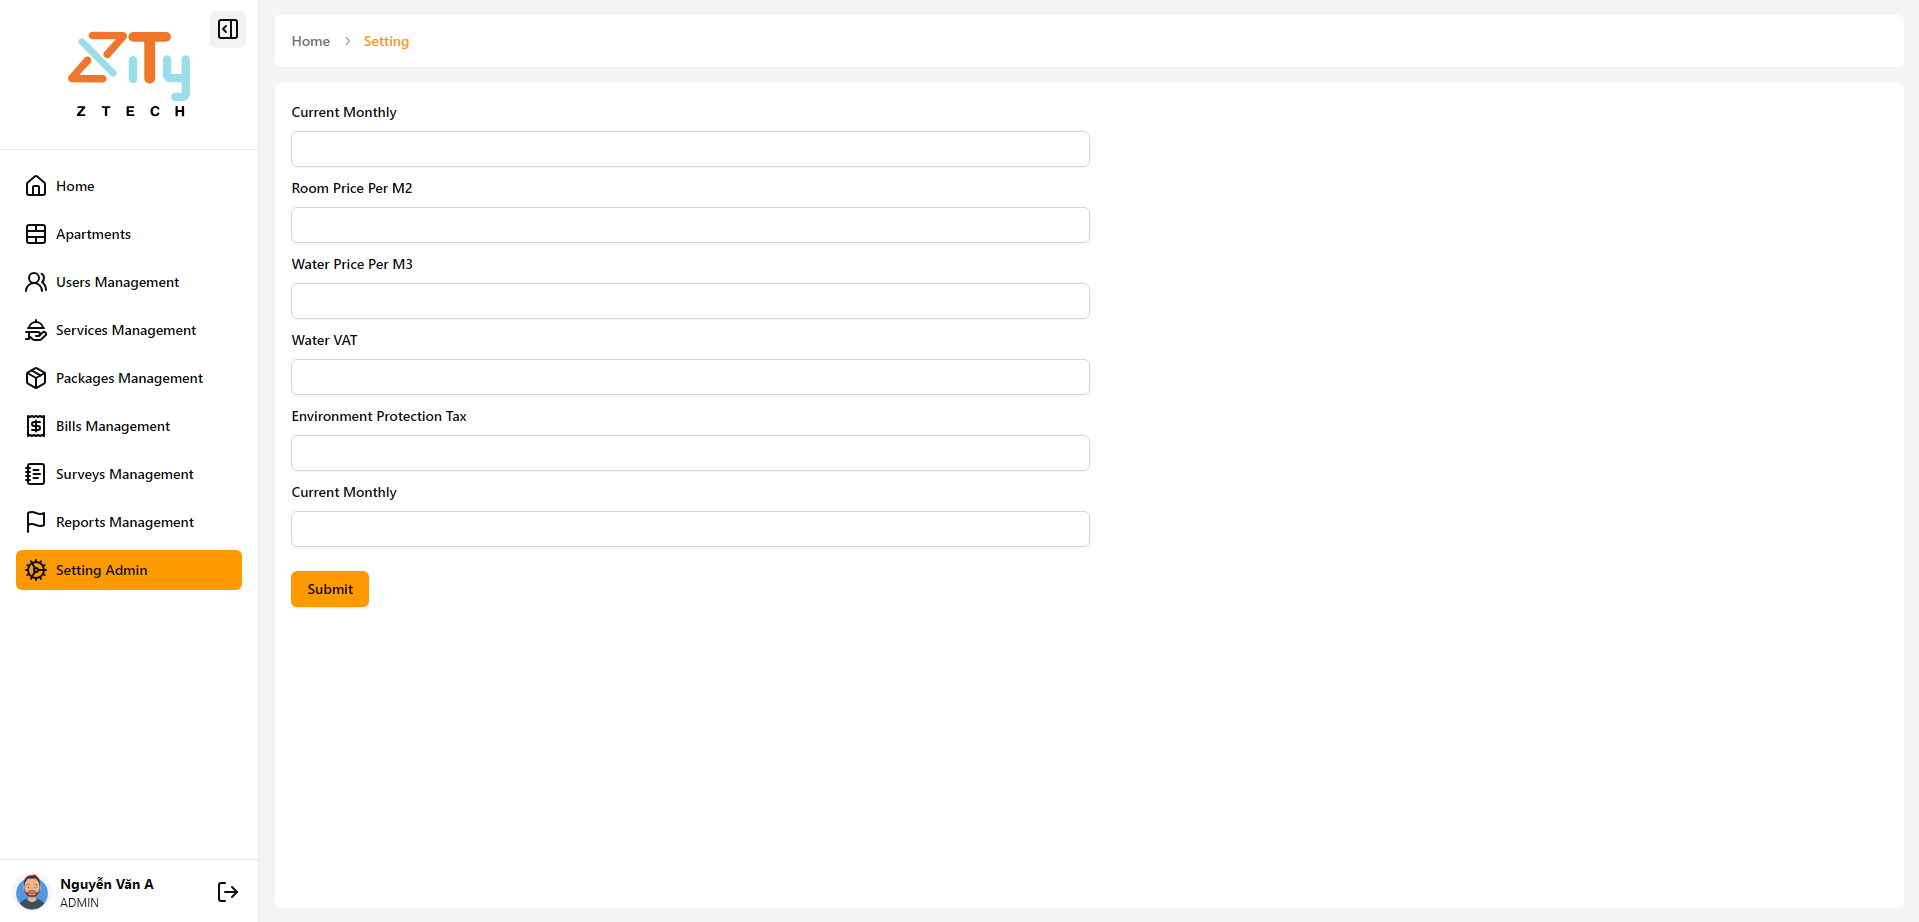 ZiTy
Z T E C H
Home
Apartments
Users Management
Services Management
Packages Management
Bills Management
Surveys Management
Reports Management
Setting Admin
Nguyễn Văn A
ADMIN
Home > Setting
Current Monthly
Room Price Per M2
Water Price Per M3
Water VAT
Environment Protection Tax
Current Monthly
Submit